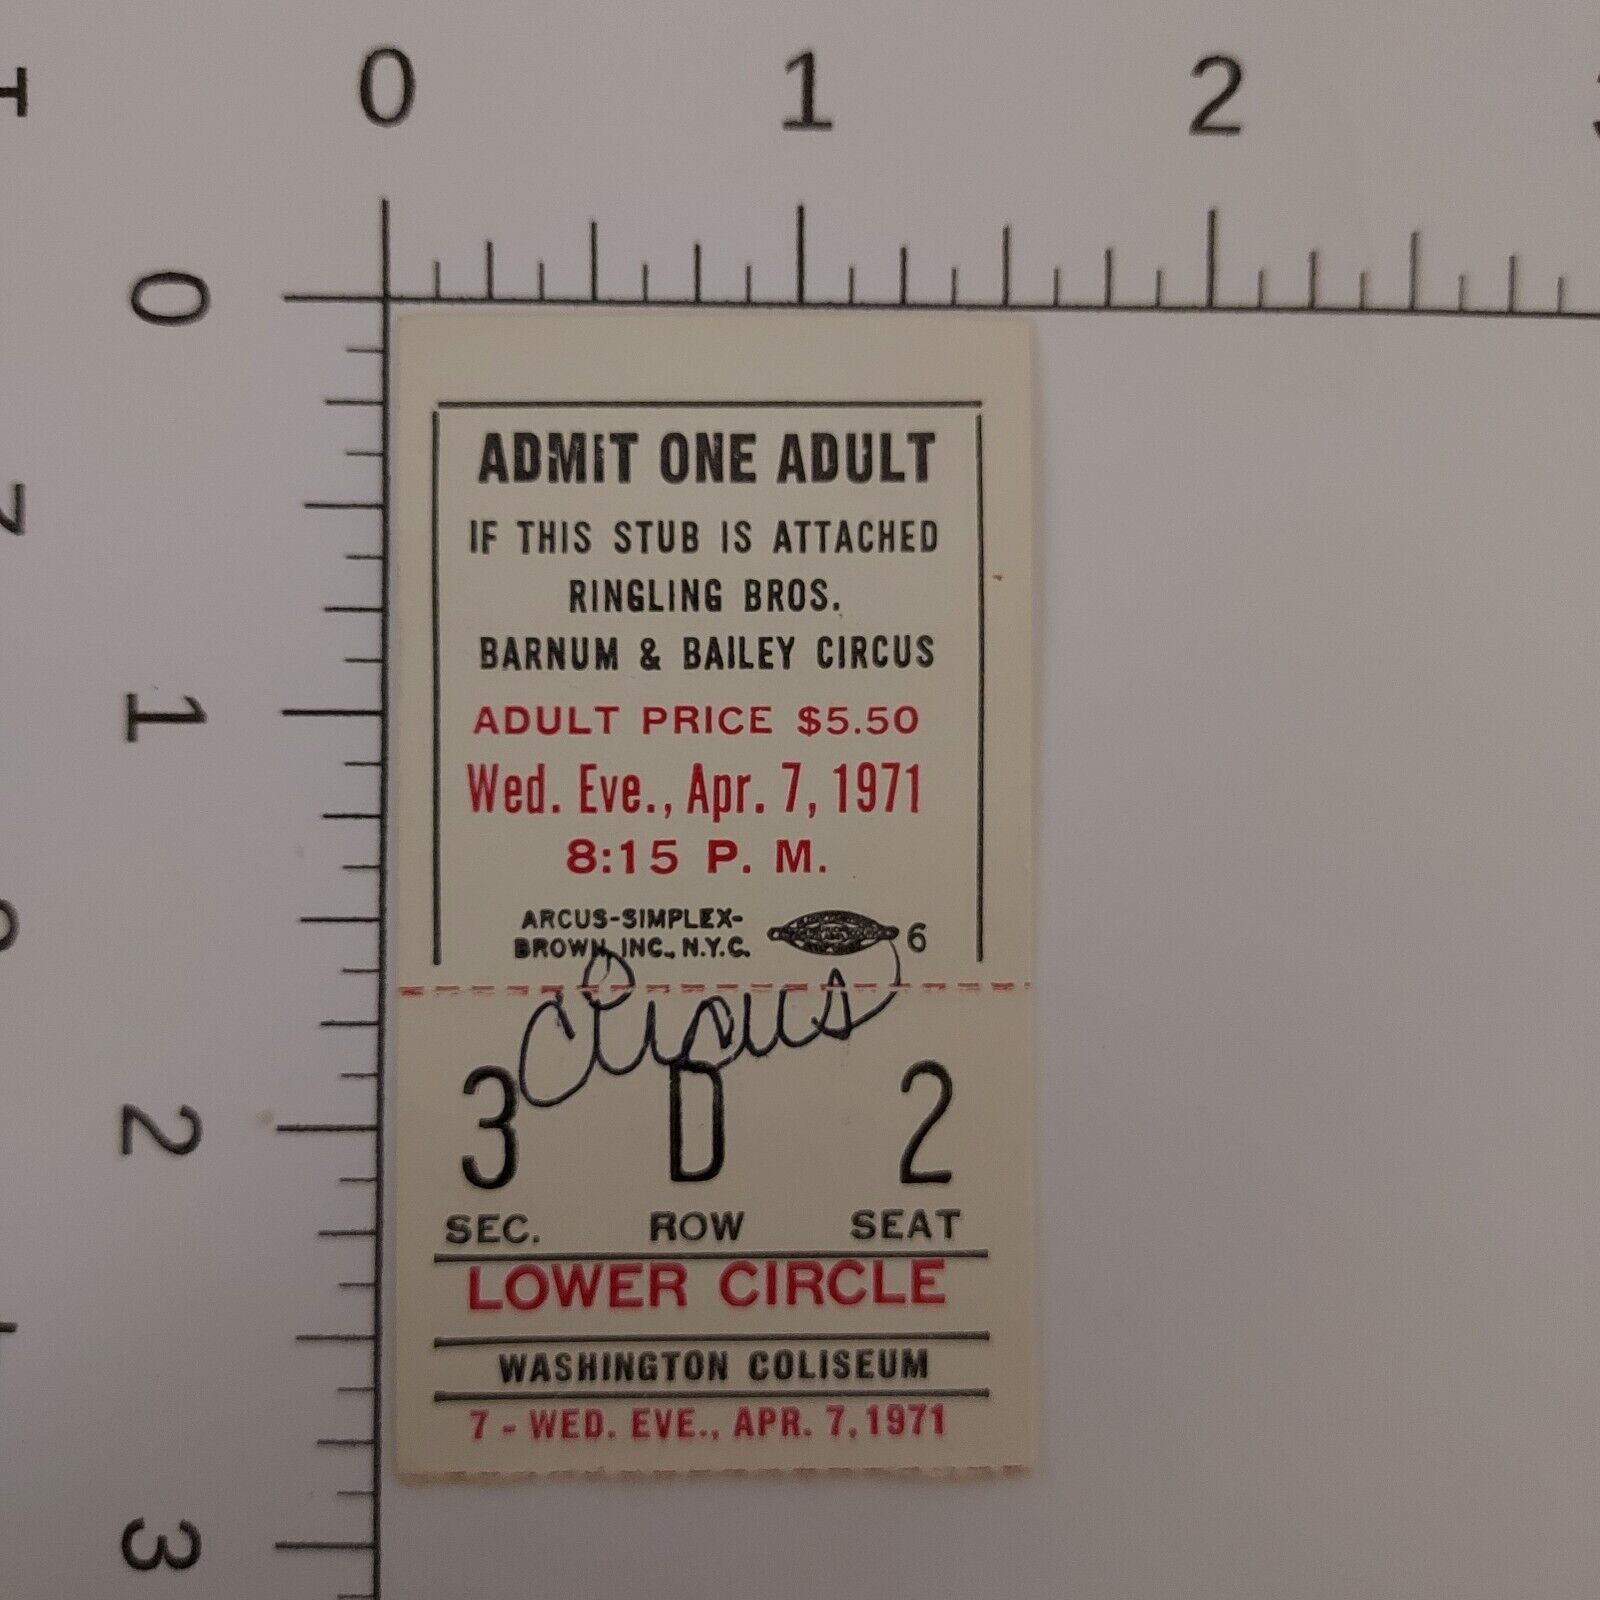 0 1 2
0
1
2
3
ADMIT ONE ADULT
IF THIS STUB IS ATTACHED
RINGLING BROS.
BARNUM & BAILEY CIRCUS
ADULT PRICE $5.50
Wed. Eve., Apr. 7, 1971
8:15 P. M.
ARCUS-SIMPLEX-
BROWN, INC., N.Y.C. 6
Circus
3 D 2
SEC. ROW SEAT
LOWER CIRCLE
WASHINGTON COLISEUM
7 - WED. EVE., APR. 7, 1971